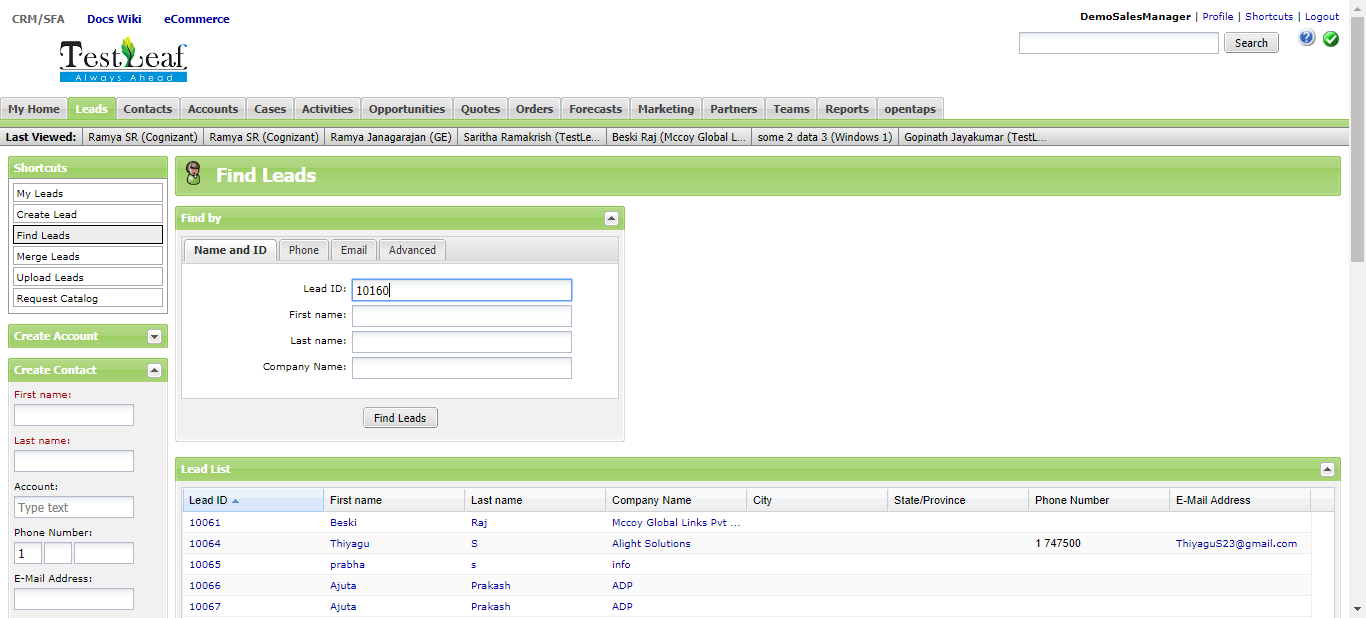 CRM/SFA Docs Wiki eCommerce
DemoSalesManager | Profile | Shortcuts | Logout
TestLeaf
Always Ahead
Search
?
My Home Leads Contacts Accounts Cases Activities Opportunities Quotes Orders Forecasts Marketing Partners Teams Reports opentaps
Last Viewed: Ramya SR (Cognizant) Ramya SR (Cognizant) Ramya Janagarajan (GE) Saritha Ramakrish (TestLe... Beski Raj (Mccoy Global L... some 2 data 3 (Windows 1) Gopinath Jayakumar (TestL...
Shortcuts
My Leads
Create Lead
Find Leads
Merge Leads
Upload Leads
Request Catalog
Create Account
Create Contact
First name:
Last name:
Account:
Type text
Phone Number:
1
E-Mail Address:
Find Leads
Find by
Name and ID Phone Email Advanced
Lead ID: 10160
First name:
Last name:
Company Name:
Find Leads
Lead List
Lead ID First name Last name Company Name City State/Province Phone Number E-Mail Address
10061 Beski Raj Mccoy Global Links Pvt ...
10064 Thiyagu S Alight Solutions 1 747500 ThiyaguS23@gmail.com
10065 prabha s info
10066 Ajuta Prakash ADP
10067 Ajuta Prakash ADP